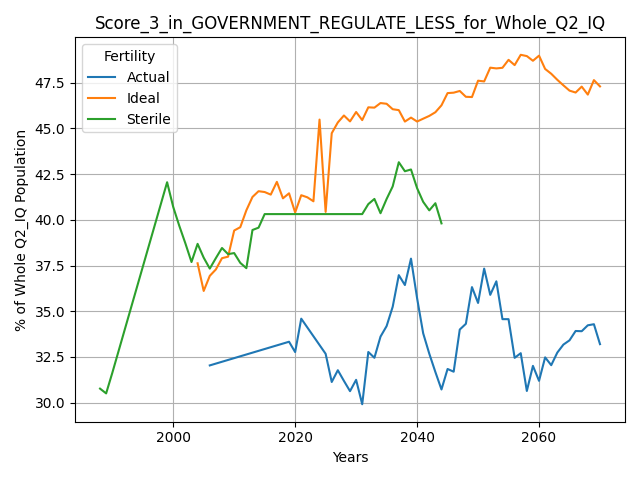 Score_3_in_GOVERNMENT_REGULATE_LESS_for_Whole_Q2_IQ
Fertility
Actual
Ideal
Sterile
% of Whole Q2_IQ Population
47.5
45.0
42.5
40.0
37.5
35.0
32.5
30.0
2000
2020
2040
2060
Years